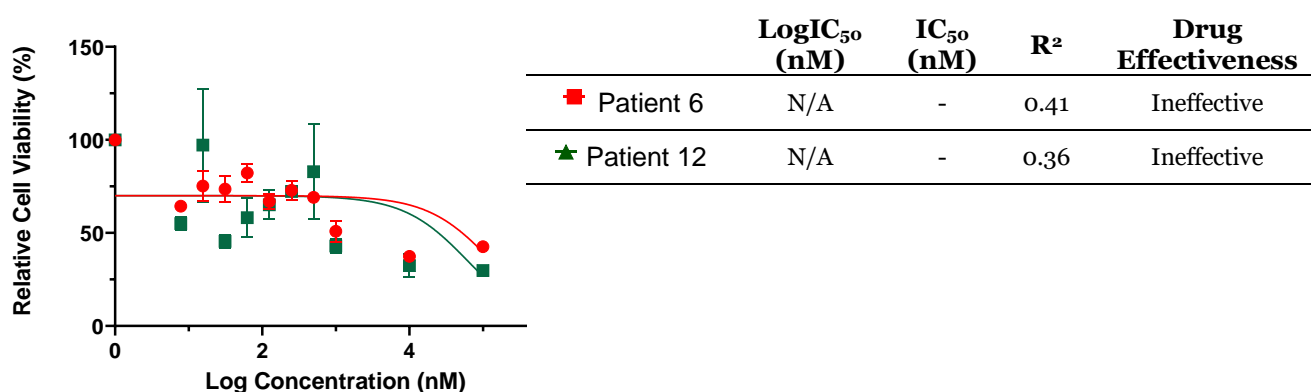 150
100
50
0
Relative Cell Viability (%)
0
2
4
Log Concentration (nM)
LogIC₅₀ (nM)
IC₅₀ (nM)
R²
Drug Effectiveness
Patient 6 N/A - 0.41 Ineffective
Patient 12 N/A - 0.36 Ineffective